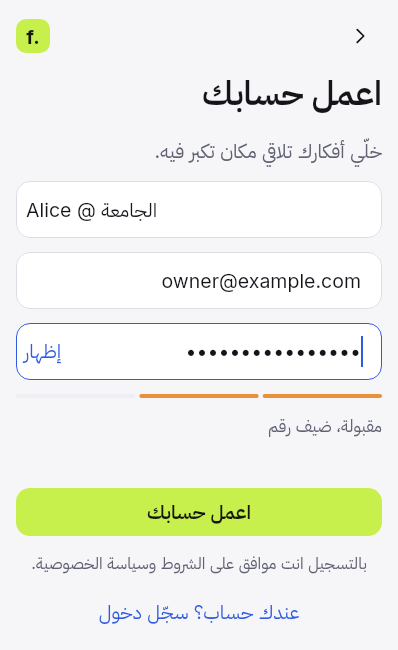 f.
اعمل حسابك
خلّي أفكارك تلاقي مكان تكبر فيه.
Alice @ الجامعة
owner@example.com
•••••••••••••••• إظهار
مقبولة، ضيف رقم
اعمل حسابك
بالتسجيل انت موافق على الشروط وسياسة الخصوصية.
عندك حساب؟ سجّل دخول